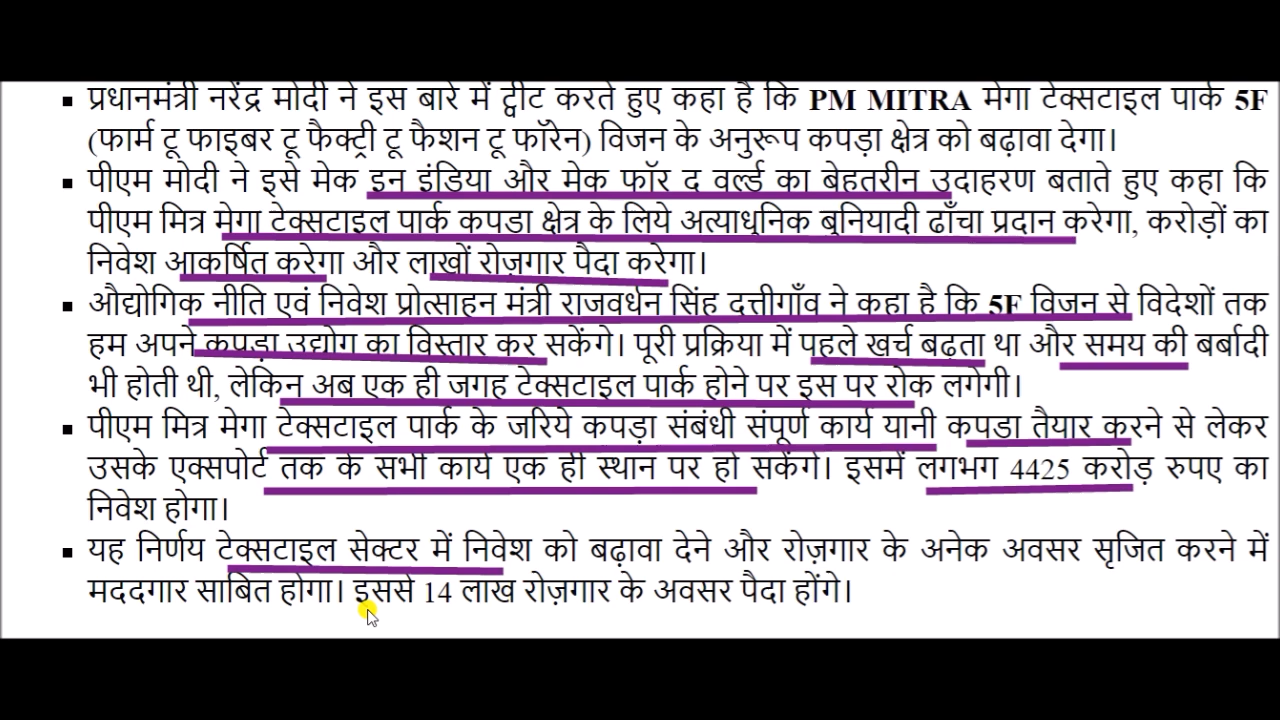 ▪ प्रधानमंत्री नरेंद्र मोदी ने इस बारे में ट्वीट करते हुए कहा है कि PM MITRA मेगा टेक्सटाइल पार्क 5F
(फार्म टू फाइबर टू फैक्ट्री टू फैशन टू फॉरेन) विजन के अनुरूप कपड़ा क्षेत्र को बढ़ावा देगा।
▪ पीएम मोदी ने इसे मेक इन इंडिया और मेक फॉर द वर्ल्ड का बेहतरीन उदाहरण बताते हुए कहा कि
पीएम मित्र मेगा टेक्सटाइल पार्क कपड़ा क्षेत्र के लिये अत्याधुनिक बुनियादी ढाँचा प्रदान करेगा, करोड़ों का
निवेश आकर्षित करेगा और लाखों रोज़गार पैदा करेगा।
▪ औद्योगिक नीति एवं निवेश प्रोत्साहन मंत्री राजवर्धन सिंह दत्तीगाँव ने कहा है कि 5F विजन से विदेशों तक
हम अपने कपड़ा उद्योग का विस्तार कर सकेंगे। पूरी प्रक्रिया में पहले खर्च बढ़ता था और समय की बर्बादी
भी होती थी, लेकिन अब एक ही जगह टेक्सटाइल पार्क होने पर इस पर रोक लगेगी।
▪ पीएम मित्र मेगा टेक्सटाइल पार्क के जरिये कपड़ा संबंधी संपूर्ण कार्य यानी कपड़ा तैयार करने से लेकर
उसके एक्सपोर्ट तक के सभी कार्य एक ही स्थान पर हो सकेंगे। इसमें लगभग 4425 करोड़ रुपए का
निवेश होगा।
▪ यह निर्णय टेक्सटाइल सेक्टर में निवेश को बढ़ावा देने और रोज़गार के अनेक अवसर सृजित करने में
मददगार साबित होगा। इससे 14 लाख रोज़गार के अवसर पैदा होंगे।